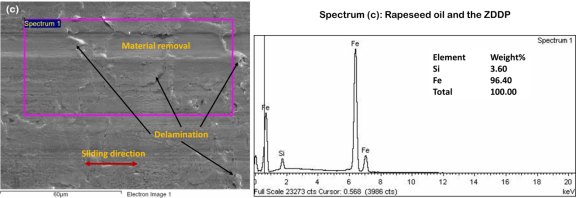 (c)
Spectrum 1
Material removal
Delamination
Sliding direction
60μm
Electron Image 1
Spectrum (c): Rapeseed oil and the ZDDP
Spectrum 1
Element Weight%
Si 3.60
Fe 96.40
Total 100.00
Fe
Fe
Si
Fe
0 2 4 6 8 10 12 14 16 18 20
Full Scale 23273 cts Cursor: 0.568 (3986 cts) keV